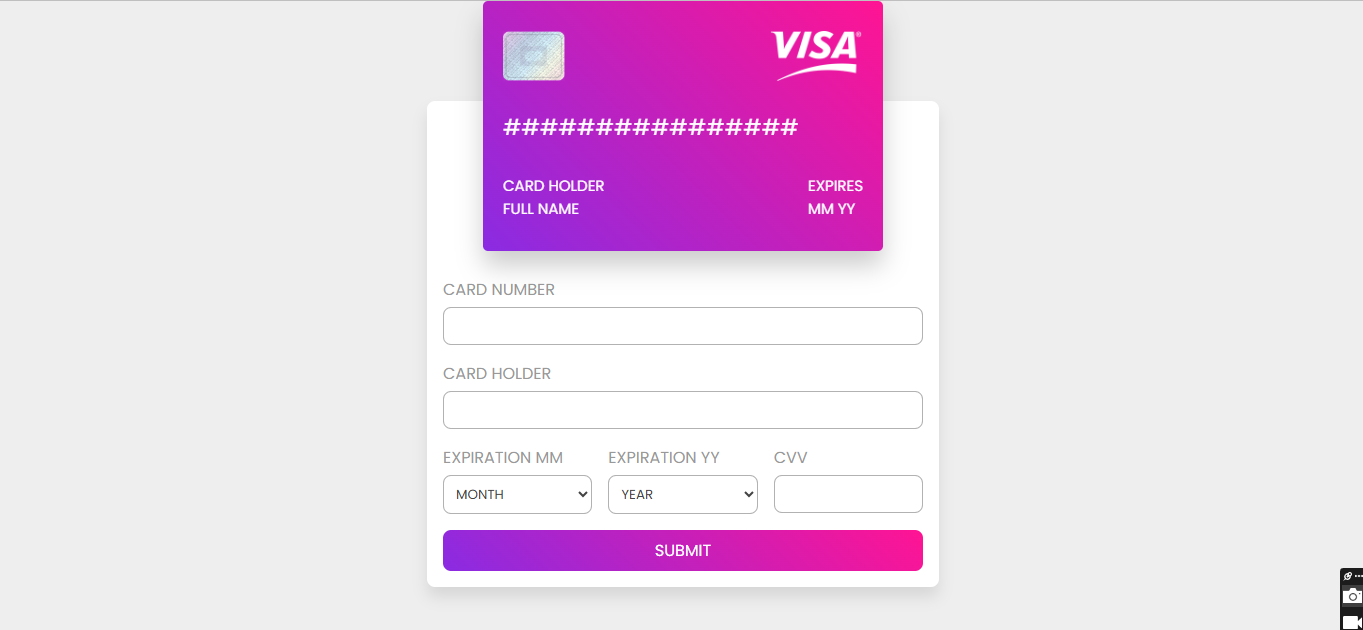 VISA®
################
CARD HOLDER
FULL NAME
EXPIRES
MM YY
CARD NUMBER
CARD HOLDER
EXPIRATION MM
MONTH
EXPIRATION YY
YEAR
CVV
SUBMIT